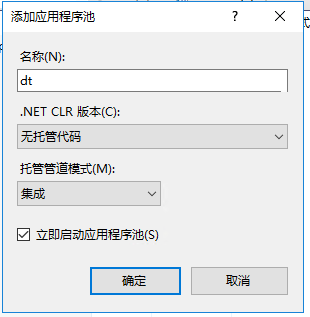 添加应用程序池
?
名称(N):
dt
.NET CLR 版本(C):
无托管代码
托管管道模式(M):
集成
立即启动应用程序池(S)
确定
取消